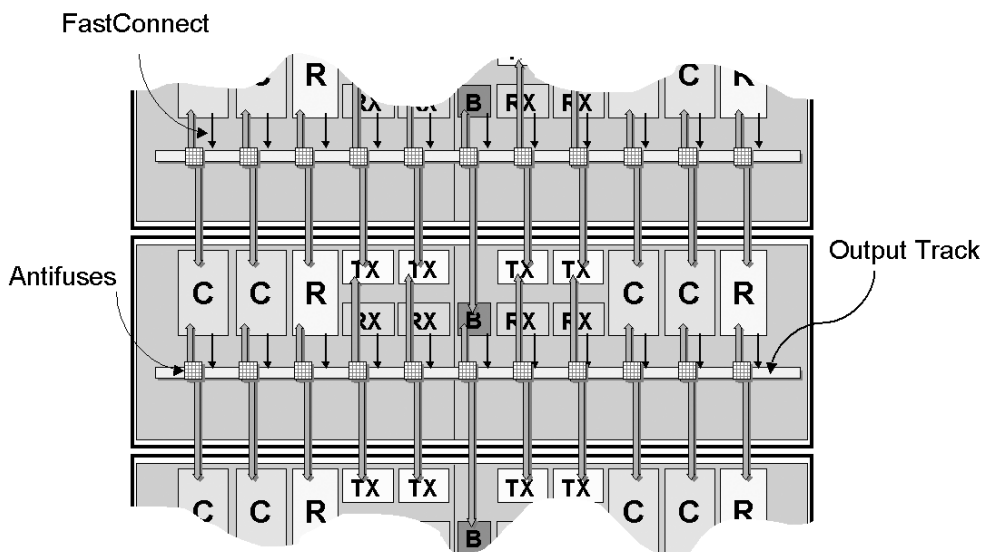 FastConnect
R C R
RX RX B RX RX
Output Track
Antifuses
TX TX TX TX
C C R C C R
RX RX B RX RX
TX TX TX TX
C C R C C R
B